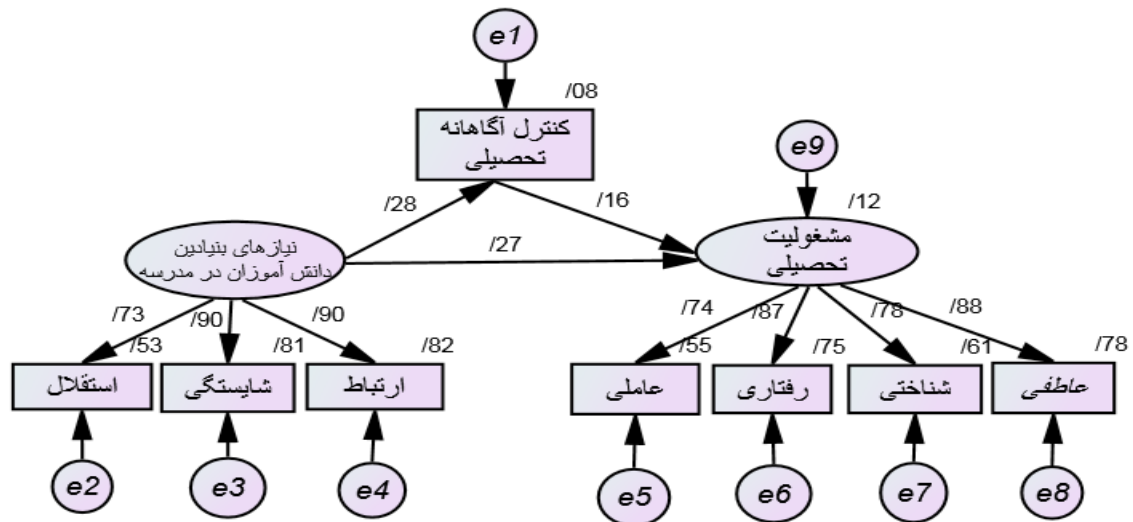 e1
/08
کنترل آگاهانه
تحصیلی
e9
/28
/16
/12
نیازهای بنیادین
دانش آموزان در مدرسه
/27
مشغولیت
تحصیلی
/73
/90
/90
/74
/87
/78
/88
/53
/81
/82
/55
/75
/61
/78
استقلال
شایستگی
ارتباط
عاملی
رفتاری
شناختی
عاطفی
e2
e3
e4
e5
e6
e7
e8